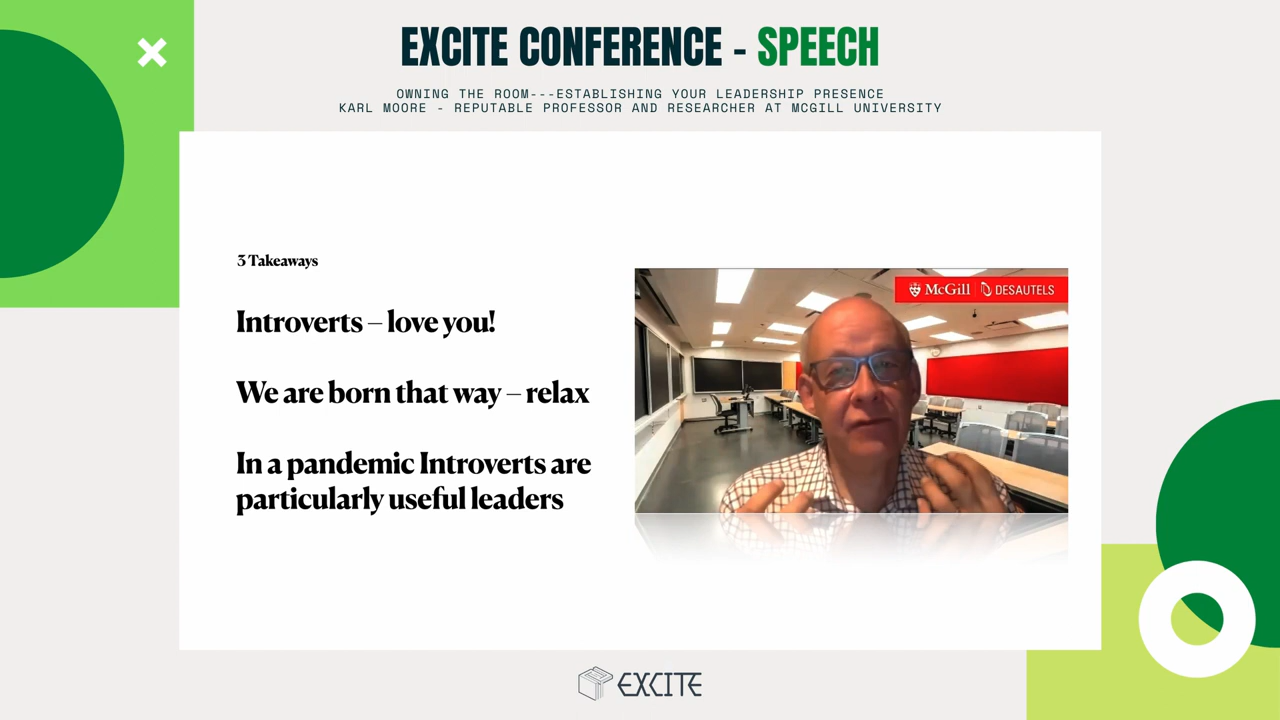 EXCITE CONFERENCE - SPEECH
OWNING THE ROOM---ESTABLISHING YOUR LEADERSHIP PRESENCE
KARL MOORE - REPUTABLE PROFESSOR AND RESEARCHER AT MCGILL UNIVERSITY
3 Takeaways
Introverts – love you!
We are born that way – relax
In a pandemic Introverts are
particularly useful leaders
McGill DESAUTELS
EXCITE